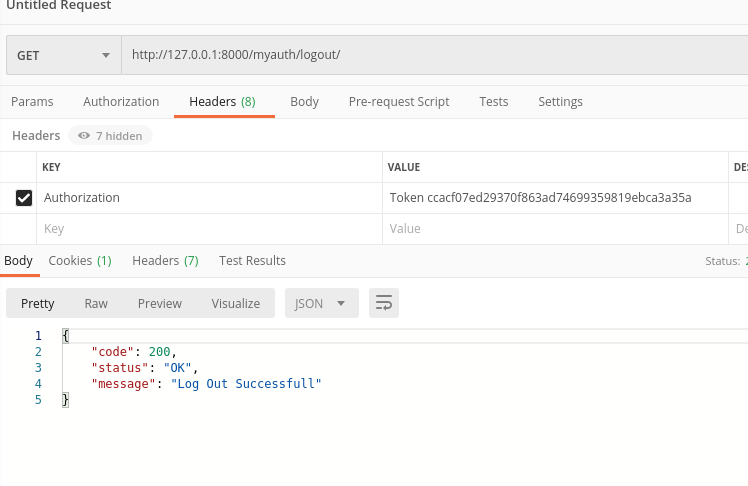 Untitled Request
GET http://127.0.0.1:8000/myauth/logout/
Params Authorization Headers (8) Body Pre-request Script Tests Settings
Headers 7 hidden
KEY VALUE DES
Authorization Token ccacf07ed29370f863ad74699359819ebca3a35a
Key Value De
Body Cookies (1) Headers (7) Test Results Status: 2
Pretty Raw Preview Visualize JSON
1 {
2 "code": 200,
3 "status": "OK",
4 "message": "Log Out Successfull"
5 }